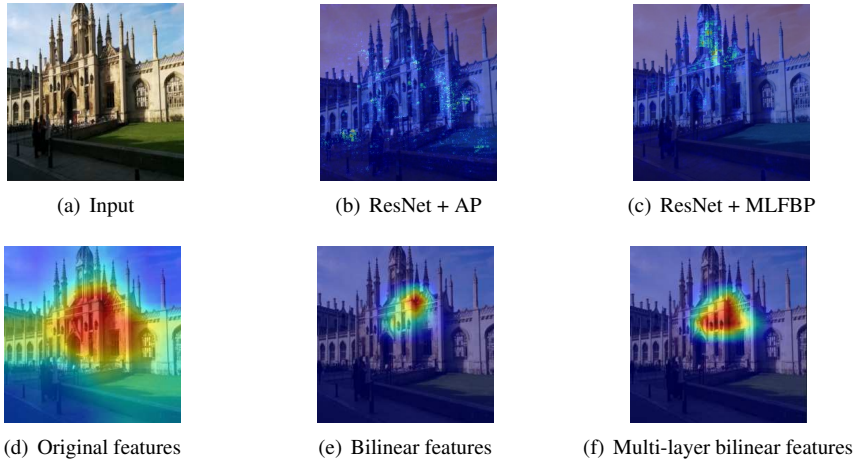 (a) Input
(b) ResNet + AP
(c) ResNet + MLFBP
(d) Original features
(e) Bilinear features
(f) Multi-layer bilinear features